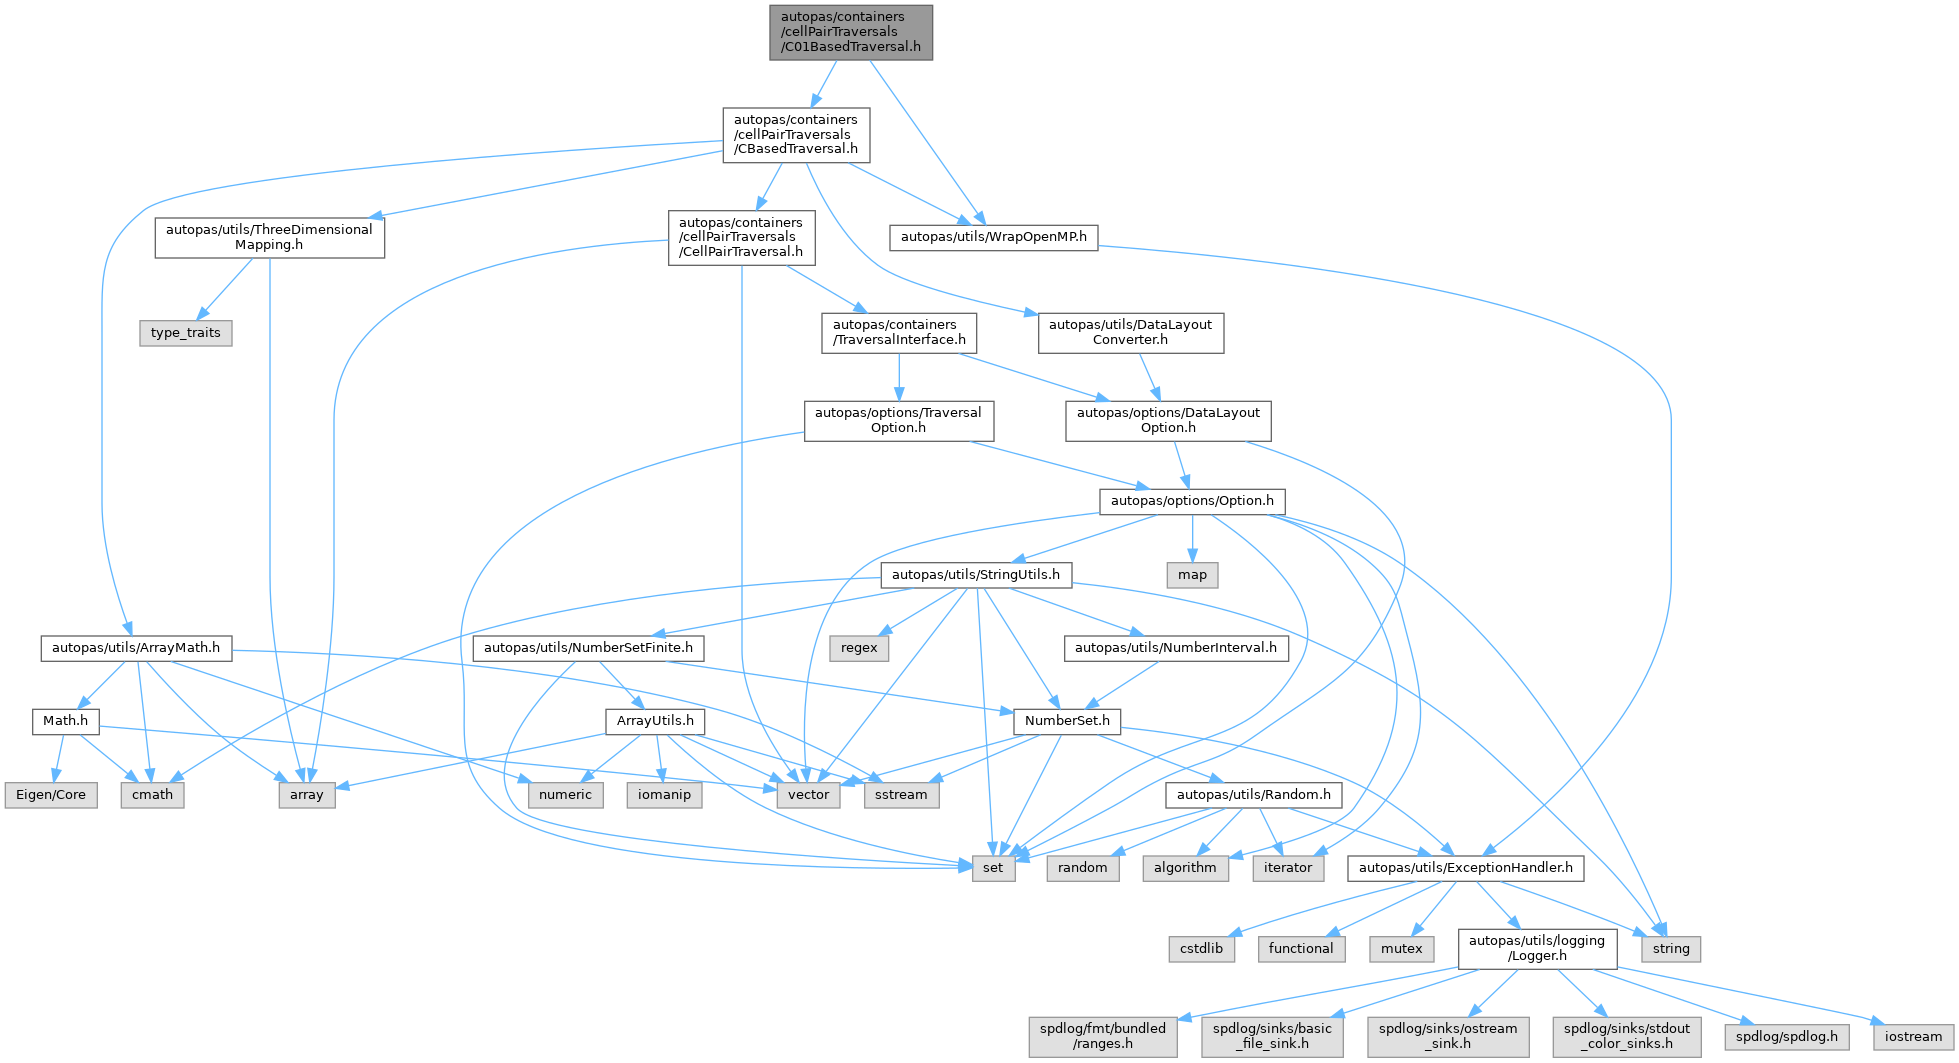 autopas/containers
/cellPairTraversals
/C01BasedTraversal.h
autopas/containers
/cellPairTraversals
/CBasedTraversal.h
autopas/utils/ThreeDimensional
Mapping.h
autopas/containers
/cellPairTraversals
/CellPairTraversal.h
autopas/utils/WrapOpenMP.h
type_traits
autopas/containers
/TraversalInterface.h
autopas/utils/DataLayout
Converter.h
autopas/options/Traversal
Option.h
autopas/options/DataLayout
Option.h
autopas/options/Option.h
autopas/utils/StringUtils.h
map
autopas/utils/ArrayMath.h
autopas/utils/NumberSetFinite.h
regex
autopas/utils/NumberInterval.h
Math.h
ArrayUtils.h
NumberSet.h
Eigen/Core
cmath
array
numeric
iomanip
vector
sstream
autopas/utils/Random.h
set
random
algorithm
iterator
autopas/utils/ExceptionHandler.h
cstdlib
functional
mutex
autopas/utils/logging
/Logger.h
string
spdlog/fmt/bundled
/ranges.h
spdlog/sinks/basic
_file_sink.h
spdlog/sinks/ostream
_sink.h
spdlog/sinks/stdout
_color_sinks.h
spdlog/spdlog.h
iostream